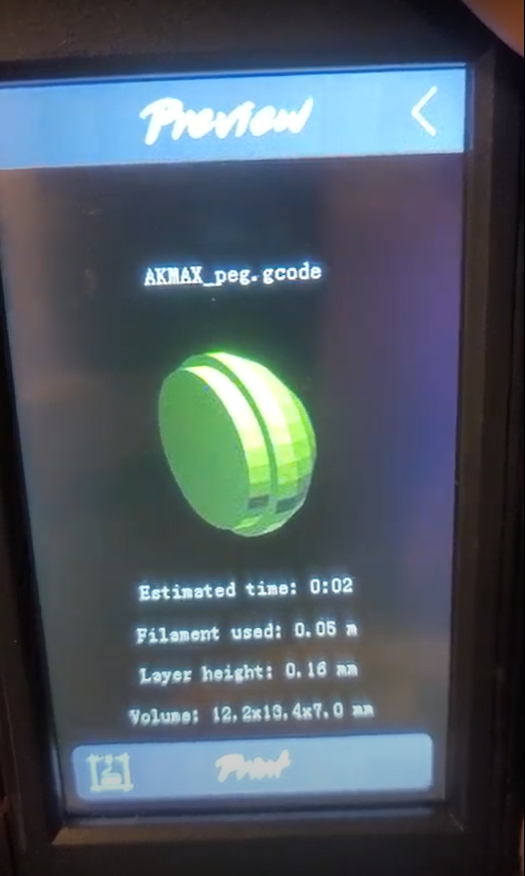 Preview
AKMAX_peg.gcode
Estimated time: 0:02
Filament used: 0.05 m
Layer height: 0.16 mm
Volume: 12.2x13.4x7.0 mm
Print